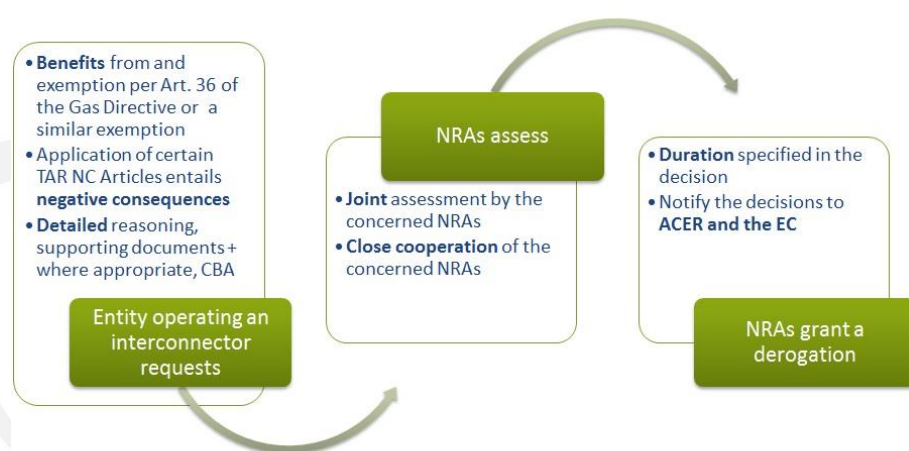 • Benefits from and
exemption per Art. 36 of
the Gas Directive or a
similar exemption
• Application of certain
TAR NC Articles entails
negative consequences
• Detailed reasoning,
supporting documents +
where appropriate, CBA
Entity operating an
interconnector
requests
NRAs assess
• Joint assessment by the
concerned NRAs
• Close cooperation of the
concerned NRAs
• Duration specified in the
decision
• Notify the decisions to
ACER and the EC
NRAs grant a
derogation